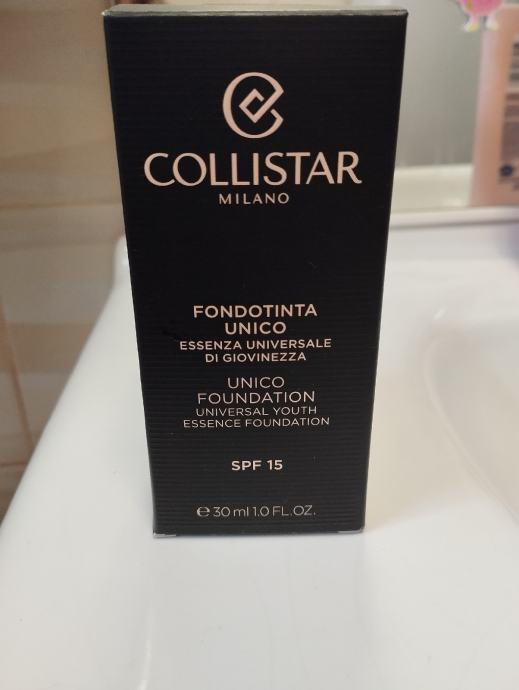 COLLISTAR
MILANO
FONDOTINTA
UNICO
ESSENZA UNIVERSALE
DI GIOVINEZZA
UNICO
FOUNDATION
UNIVERSAL YOUTH
ESSENCE FOUNDATION
SPF 15
℮ 30 ml 1.0 FL.OZ.